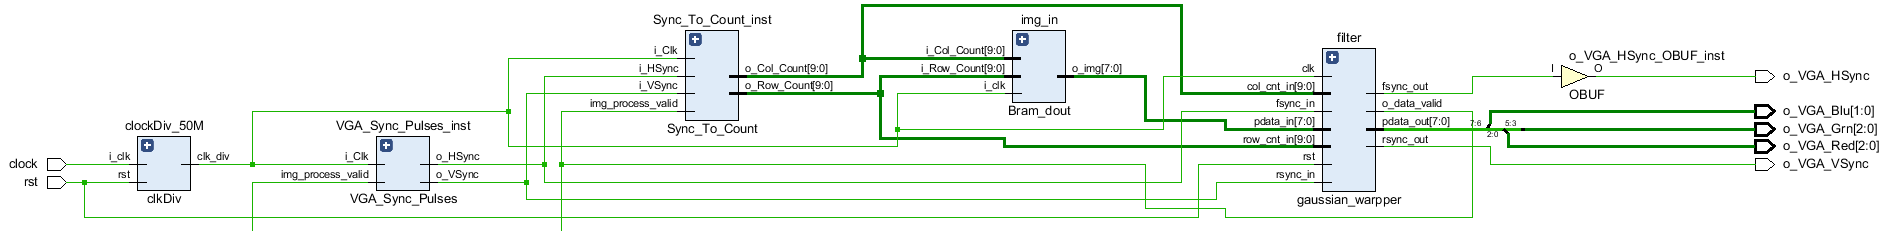 clock
rst
clockDiv_50M
i_clk
rst
clk_div
clkDiv
VGA_Sync_Pulses_inst
i_Clk
img_process_valid
o_HSync
o_VSync
VGA_Sync_Pulses
Sync_To_Count_inst
i_Clk
i_HSync
i_VSync
img_process_valid
o_Col_Count[9:0]
o_Row_Count[9:0]
Sync_To_Count
img_in
i_Col_Count[9:0]
i_Row_Count[9:0]
i_clk
o_img[7:0]
Bram_dout
filter
clk
col_cnt_in[9:0]
fsync_in
pdata_in[7:0]
row_cnt_in[9:0]
rst
rsync_in
fsync_out
o_data_valid
pdata_out[7:0]
rsync_out
gaussian_warpper
7:6
2:0
5:3
o_VGA_HSync_OBUF_inst
I
O
OBUF
o_VGA_HSync
o_VGA_Blu[1:0]
o_VGA_Grn[2:0]
o_VGA_Red[2:0]
o_VGA_VSync